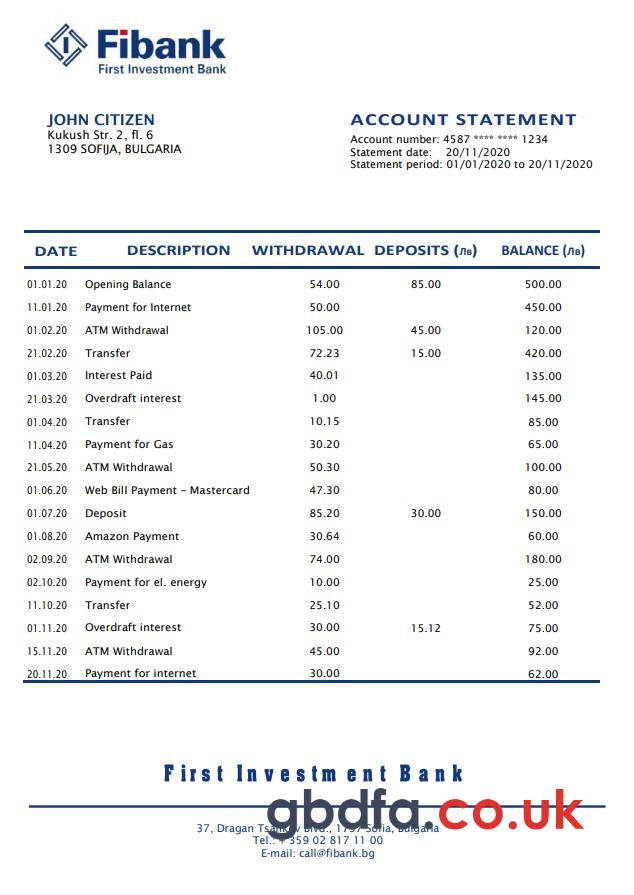 Fibank
First Investment Bank
JOHN CITIZEN
Kukush Str. 2, fl. 6
1309 SOFIJA, BULGARIA
ACCOUNT STATEMENT
Account number: 4587 **** **** 1234
Statement date: 20/11/2020
Statement period: 01/01/2020 to 20/11/2020
DATE DESCRIPTION WITHDRAWAL DEPOSITS (лв) BALANCE (лв)
01.01.20 Opening Balance 54.00 85.00 500.00
11.01.20 Payment for Internet 50.00 450.00
01.02.20 ATM Withdrawal 105.00 45.00 120.00
21.02.20 Transfer 72.23 15.00 420.00
01.03.20 Interest Paid 40.01 135.00
21.03.20 Overdraft interest 1.00 145.00
01.04.20 Transfer 10.15 85.00
11.04.20 Payment for Gas 30.20 65.00
21.05.20 ATM Withdrawal 50.30 100.00
01.06.20 Web Bill Payment – Mastercard 47.30 80.00
01.07.20 Deposit 85.20 30.00 150.00
01.08.20 Amazon Payment 30.64 60.00
02.09.20 ATM Withdrawal 74.00 180.00
02.10.20 Payment for el. energy 10.00 25.00
11.10.20 Transfer 25.10 52.00
01.11.20 Overdraft interest 30.00 15.12 75.00
15.11.20 ATM Withdrawal 45.00 92.00
20.11.20 Payment for internet 30.00 62.00
First Investment Bank
gbdfa.co.uk
37, Dragan Blvd., 1797 Sofia, Bulgaria
Tel.: + 359 02 817 11 00
E-mail: call@fibank.bg